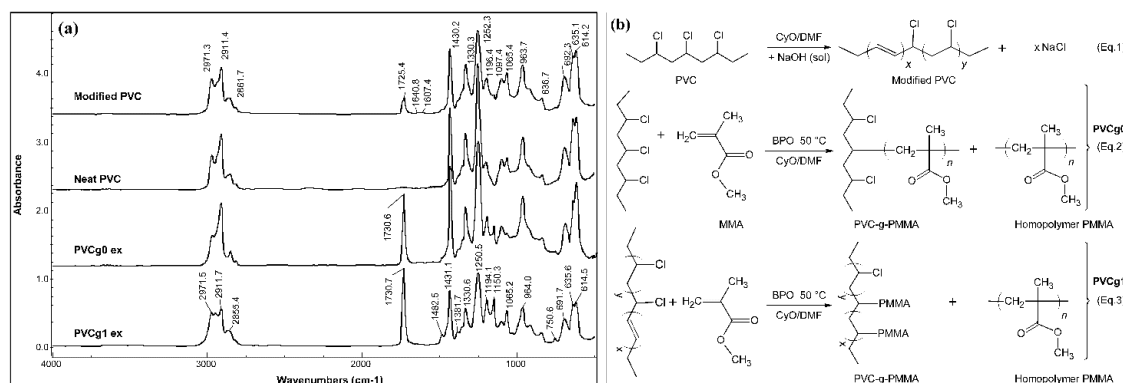 (a)
Absorbance
4.0
3.0
2.0
1.0
0.0
Modified PVC
Neat PVC
PVCg0 ex
PVCg1 ex
2971.3
2911.4
2861.7
1725.4
1640.8
1607.4
1430.2
1330.3
1252.3
1196.4
1097.4
1065.4
963.7
836.7
692.3
635.1
614.2
1730.6
2971.5
2911.7
2855.4
1730.7
1482.5
1431.1
1381.7
1330.6
1250.5
1194.1
1150.3
1065.2
964.0
750.6
691.7
635.6
614.5
4000
3000
2000
1000
Wavenumbers (cm-1)
(b)
Cl Cl Cl
PVC
CyO/DMF
+ NaOH (sol)
Cl Cl
x y
Modified PVC
+ xNaCl
(Eq.1)
Cl
Cl
Cl
+
H2C
CH3
O
O
H3C
MMA
BPO 50 °C
CyO/DMF
Cl
Cl
CH2
CH3
n
O
O
CH3
PVC-g-PMMA
+
H2C
CH3
n
O
O
CH3
Homopolymer PMMA
PVCg0
(Eq.2)
Cl
y
Cl
x
+
H2C
CH3
O
O
CH3
BPO 50 °C
CyO/DMF
Cl
y
PMMA
PMMA
x
PVC-g-PMMA
+
H2C
CH3
n
O
O
CH3
Homopolymer PMMA
PVCg1
(Eq.3)